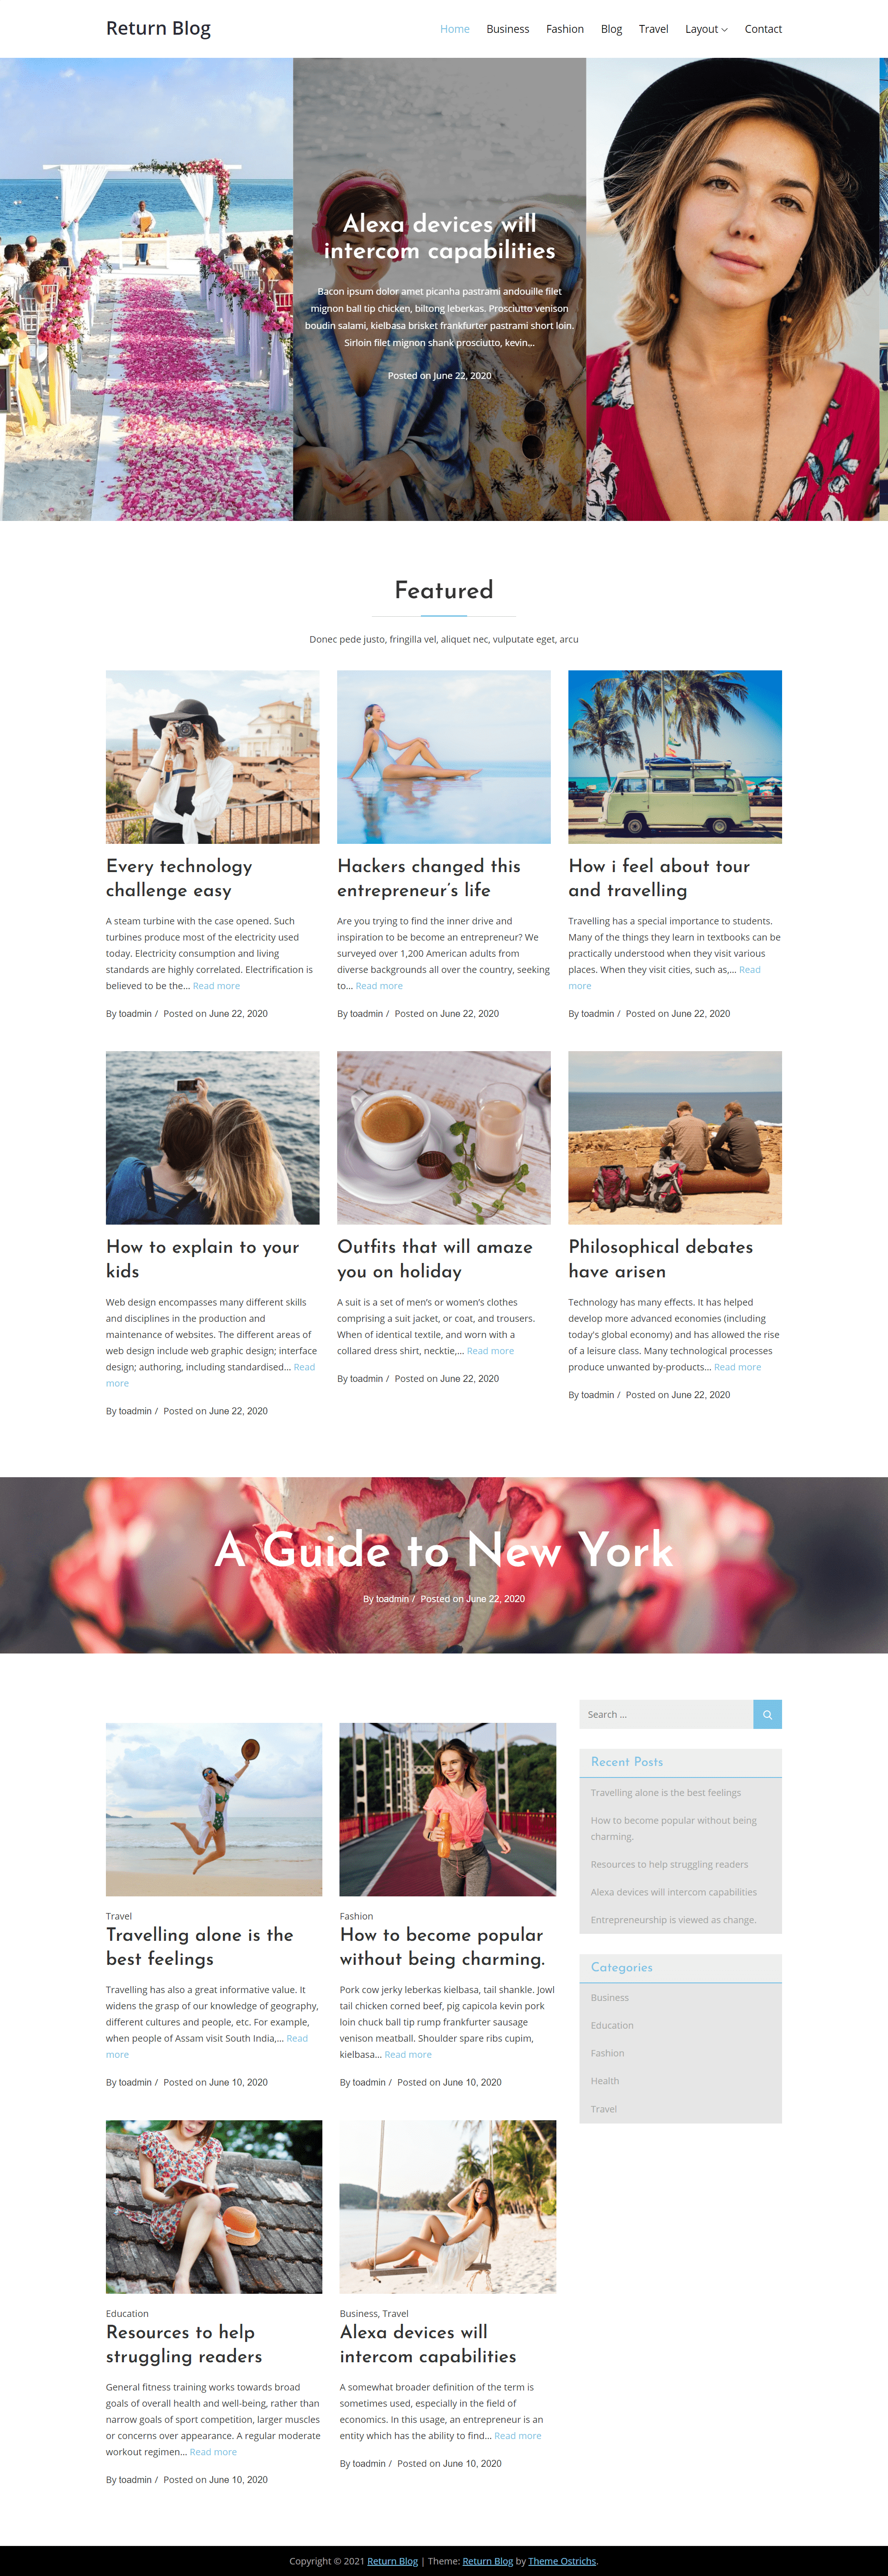 Return Blog
Home Business Fashion Blog Travel Layout Contact
Alexa devices will
intercom capabilities
Bacon ipsum dolor amet picanha pastrami andouille filet
mignon ball tip chicken, biltong leberkas. Prosciutto venison
boudin salami, kielbasa brisket frankfurter pastrami short loin.
Sirloin filet mignon shank prosciutto, kevin...
Posted on June 22, 2020
Featured
Donec pede justo, fringilla vel, aliquet nec, vulputate eget, arcu
Every technology
challenge easy
A steam turbine with the case opened. Such
turbines produce most of the electricity used
today. Electricity consumption and living
standards are highly correlated. Electrification is
believed to be the... Read more
By toadmin / Posted on June 22, 2020
Hackers changed this
entrepreneur's life
Are you trying to find the inner drive and
inspiration to become an entrepreneur? We
surveyed over 1,200 American adults from
diverse backgrounds all over the country, seeking
to... Read more
By toadmin / Posted on June 22, 2020
How i feel about tour
and travelling
Travelling has a special importance to students.
Many of the things they learn in textbooks can be
practically understood when they visit various
places. When they visit cities, such as,... Read
more
By toadmin / Posted on June 22, 2020
How to explain to your
kids
Web design encompasses many different skills
and disciplines in the production and
maintenance of websites. The different areas of
web design include web graphic design; interface
design; authoring, including standardised... Read
more
By toadmin / Posted on June 22, 2020
Outfits that will amaze
you on holiday
A suit is a set of men's or women's clothes
comprising a suit jacket, or coat, and trousers.
When of identical textile, and worn with a
collared dress shirt, necktie,... Read more
By toadmin / Posted on June 22, 2020
Philosophical debates
have arisen
Technology has many effects. It has helped
develop more advanced economies (including
today's global economy) and has allowed the rise
of a leisure class. Many technological processes
produce unwanted by-products... Read more
By toadmin / Posted on June 22, 2020
A Guide to New York
By toadmin / Posted on June 22, 2020
Travel
Travelling alone is the
best feelings
Travelling has also a great informative value. It
widens the grasp of our knowledge of geography,
different cultures and people, etc. For example,
when people of Assam visit South India,... Read
more
By toadmin / Posted on June 10, 2020
Fashion
How to become popular
without being charming.
Pork cow jerky leberkas kielbasa, tail shankle. Jowl
tail chicken corned beef, pig capicola kevin pork
loin chuck ball tip rump frankfurter sausage
venison meatball. Shoulder spare ribs cupim,
kielbasa... Read more
By toadmin / Posted on June 10, 2020
Education
Resources to help
struggling readers
General fitness training works towards broad
goals of overall health and well-being, rather than
narrow goals of sport competition, larger muscles
or concerns over appearance. A regular moderate
workout regimen... Read more
By toadmin / Posted on June 10, 2020
Business, Travel
Alexa devices will
intercom capabilities
A somewhat broader definition of the term is
sometimes used, especially in the field of
economics. In this usage, an entrepreneur is an
entity which has the ability to find... Read more
By toadmin / Posted on June 10, 2020
Search ...
Recent Posts
Travelling alone is the best feelings
How to become popular without being
charming.
Resources to help struggling readers
Alexa devices will intercom capabilities
Entrepreneurship is viewed as change.
Categories
Business
Education
Fashion
Health
Travel
Copyright © 2021 Return Blog | Theme: Return Blog by Theme Ostrichs.